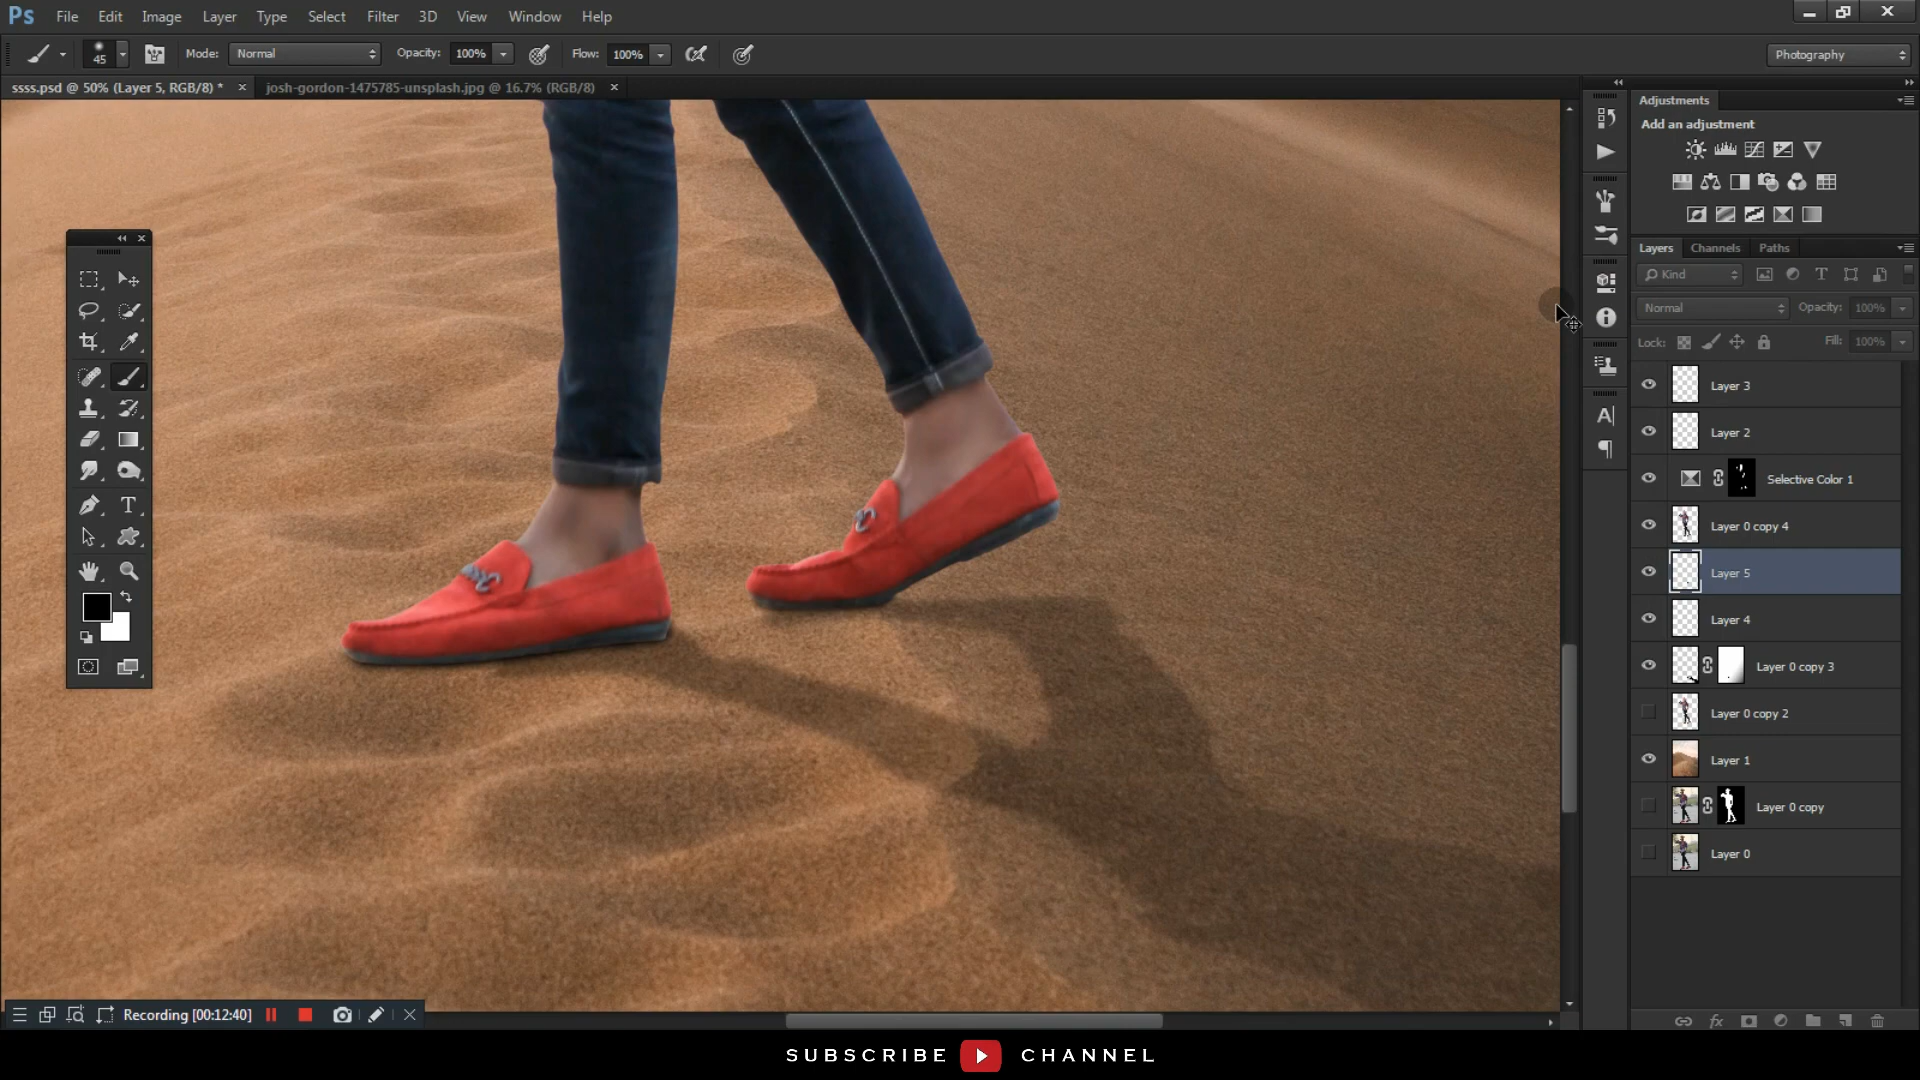 Ps File Edit Image Layer Type Select Filter 3D View Window Help
45 Mode: Normal Opacity: 100% Flow: 100% Photography
ssss.psd @ 50% (Layer 5, RGB/8) * × josh-gordon-1475785-unsplash.jpg @ 16.7% (RGB/8) ×
Adjustments
Add an adjustment
Layers Channels Paths
Kind
Normal Opacity: 100%
Lock: Fill: 100%
Layer 3
Layer 2
Selective Color 1
Layer 0 copy 4
Layer 5
Layer 4
Layer 0 copy 3
Layer 0 copy 2
Layer 1
Layer 0 copy
Layer 0
Recording [00:12:40]
SUBSCRIBE CHANNEL